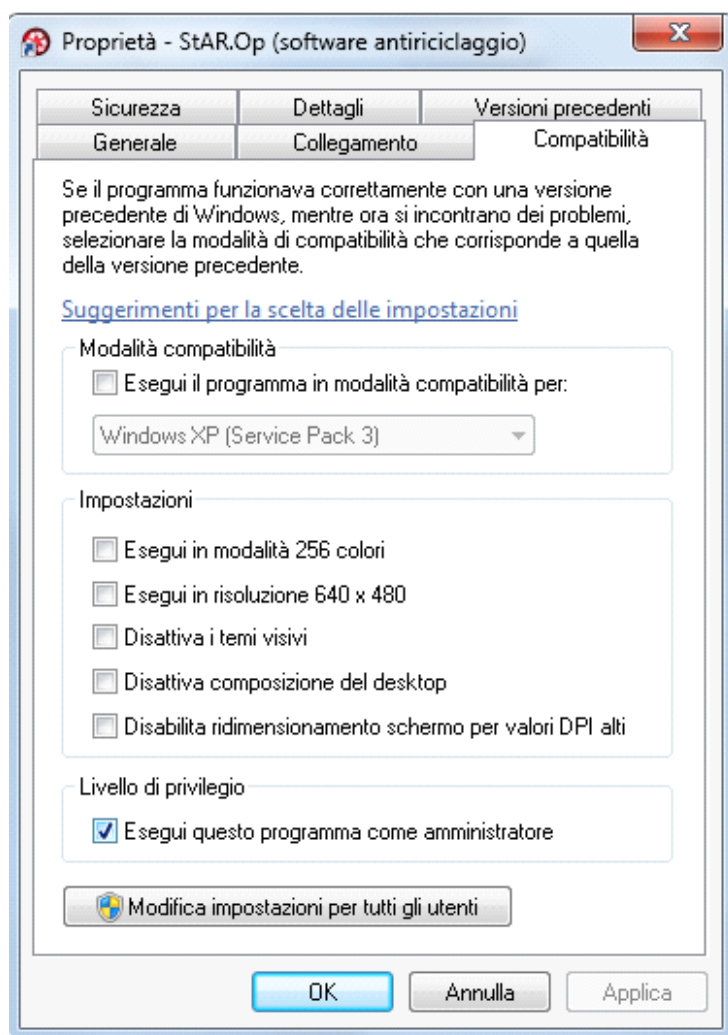 Proprietà - StAR.Op (software antiriciclaggio)
Sicurezza
Dettagli
Versioni precedenti
Generale
Collegamento
Compatibilità
Se il programma funzionava correttamente con una versione
precedente di Windows, mentre ora si incontrano dei problemi,
selezionare la modalità di compatibilità che corrisponde a quella
della versione precedente.
Suggerimenti per la scelta delle impostazioni
Modalità compatibilità
Esegui il programma in modalità compatibilità per:
Windows XP (Service Pack 3)
Impostazioni
Esegui in modalità 256 colori
Esegui in risoluzione 640 x 480
Disattiva i temi visivi
Disattiva composizione del desktop
Disabilita ridimensionamento schermo per valori DPI alti
Livello di privilegio
Esegui questo programma come amministratore
Modifica impostazioni per tutti gli utenti
OK
Annulla
Applica